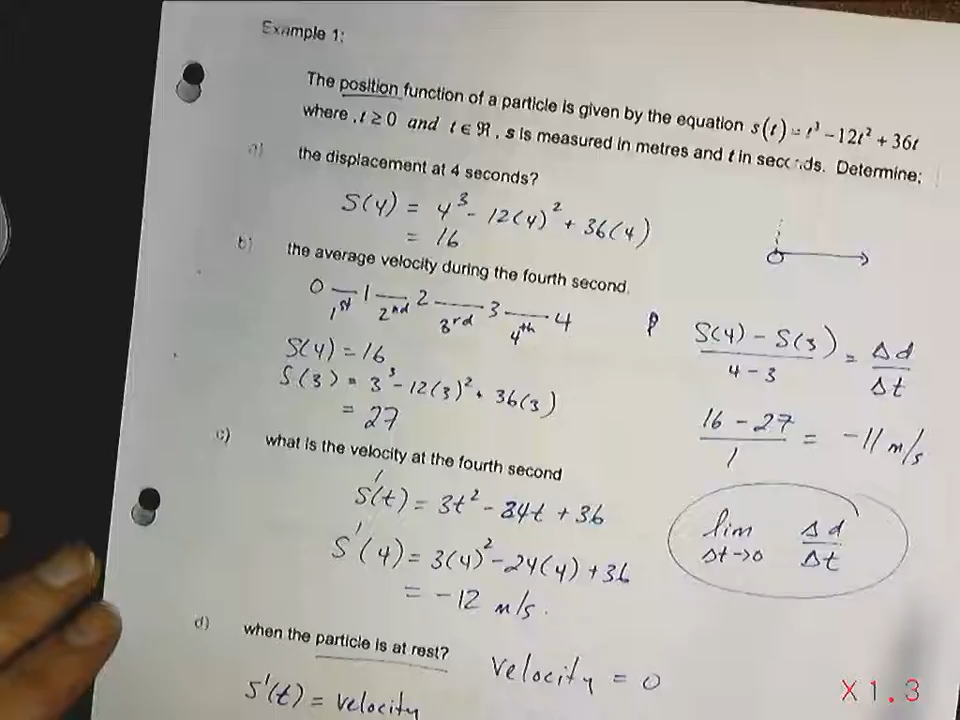 Example 1:
The position function of a particle is given by the equation s(t) = t³ − 12t² + 36t
where , t ≥ 0 and t ∈ ℜ , s is measured in metres and t in seconds. Determine;
a) the displacement at 4 seconds?
S(4) = 4³ - 12(4)² + 36(4)
= 16
b) the average velocity during the fourth second.
0 — 1 — 2 — 3 — 4
1st 2nd 3rd 4th
S(4) = 16
S(3) = 3³ - 12(3)² + 36(3)
= 27
(S(4) - S(3))/(4 - 3) = Δd/Δt
(16 - 27)/1 = -11 m/s
c) what is the velocity at the fourth second
S'(t) = 3t² - 24t + 36
S'(4) = 3(4)² - 24(4) + 36
= -12 m/s.
lim Δt→0 Δd/Δt
d) when the particle is at rest? velocity = 0
S'(t) = velocity
X1.3